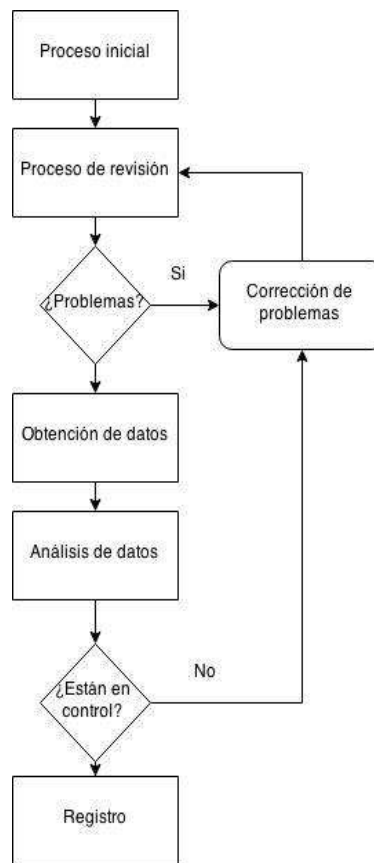 Proceso inicial
Proceso de revisión
¿Problemas?
Si
Corrección de
problemas
Obtención de datos
Análisis de datos
¿Están en
control?
No
Registro